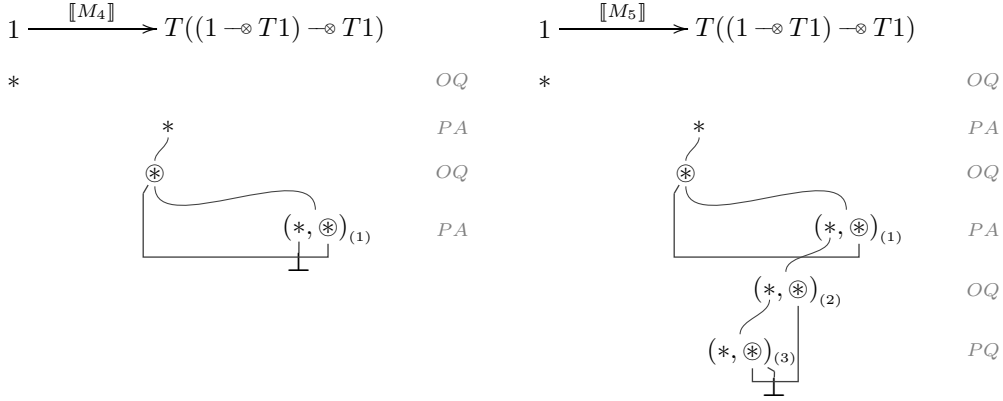 1 ⟦M₄⟧ T((1 ⊸⊗ T1) ⊸⊗ T1)
* OQ
* PA
⊛ OQ
(*, ⊛)₍₁₎ PA
1 ⟦M₅⟧ T((1 ⊸⊗ T1) ⊸⊗ T1)
* OQ
* PA
⊛ OQ
(*, ⊛)₍₁₎ PA
(*, ⊛)₍₂₎ OQ
(*, ⊛)₍₃₎ PQ